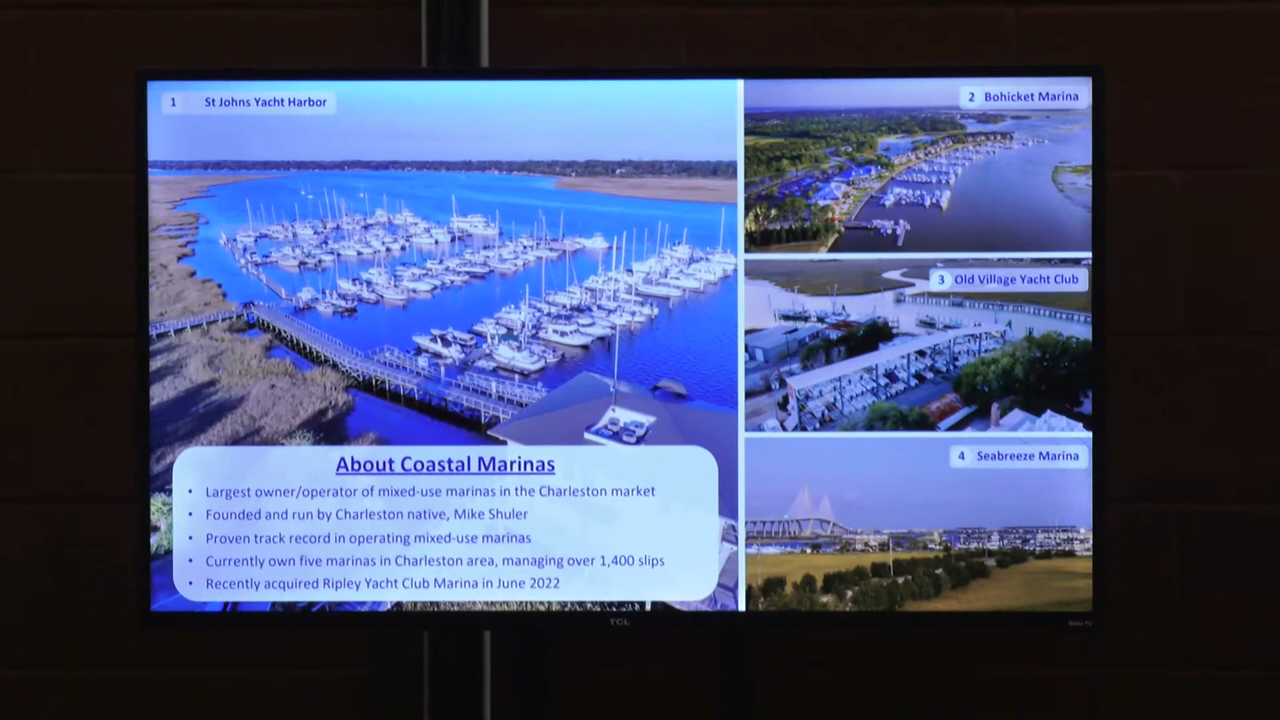 1 St Johns Yacht Harbor
2 Bohicket Marina
3 Old Village Yacht Club
4 Seabreeze Marina
About Coastal Marinas
• Largest owner/operator of mixed-use marinas in the Charleston market
• Founded and run by Charleston native, Mike Shuler
• Proven track record in operating mixed-use marinas
• Currently own five marinas in Charleston area, managing over 1,400 slips
• Recently acquired Ripley Yacht Club Marina in June 2022
TCL
Roku TV